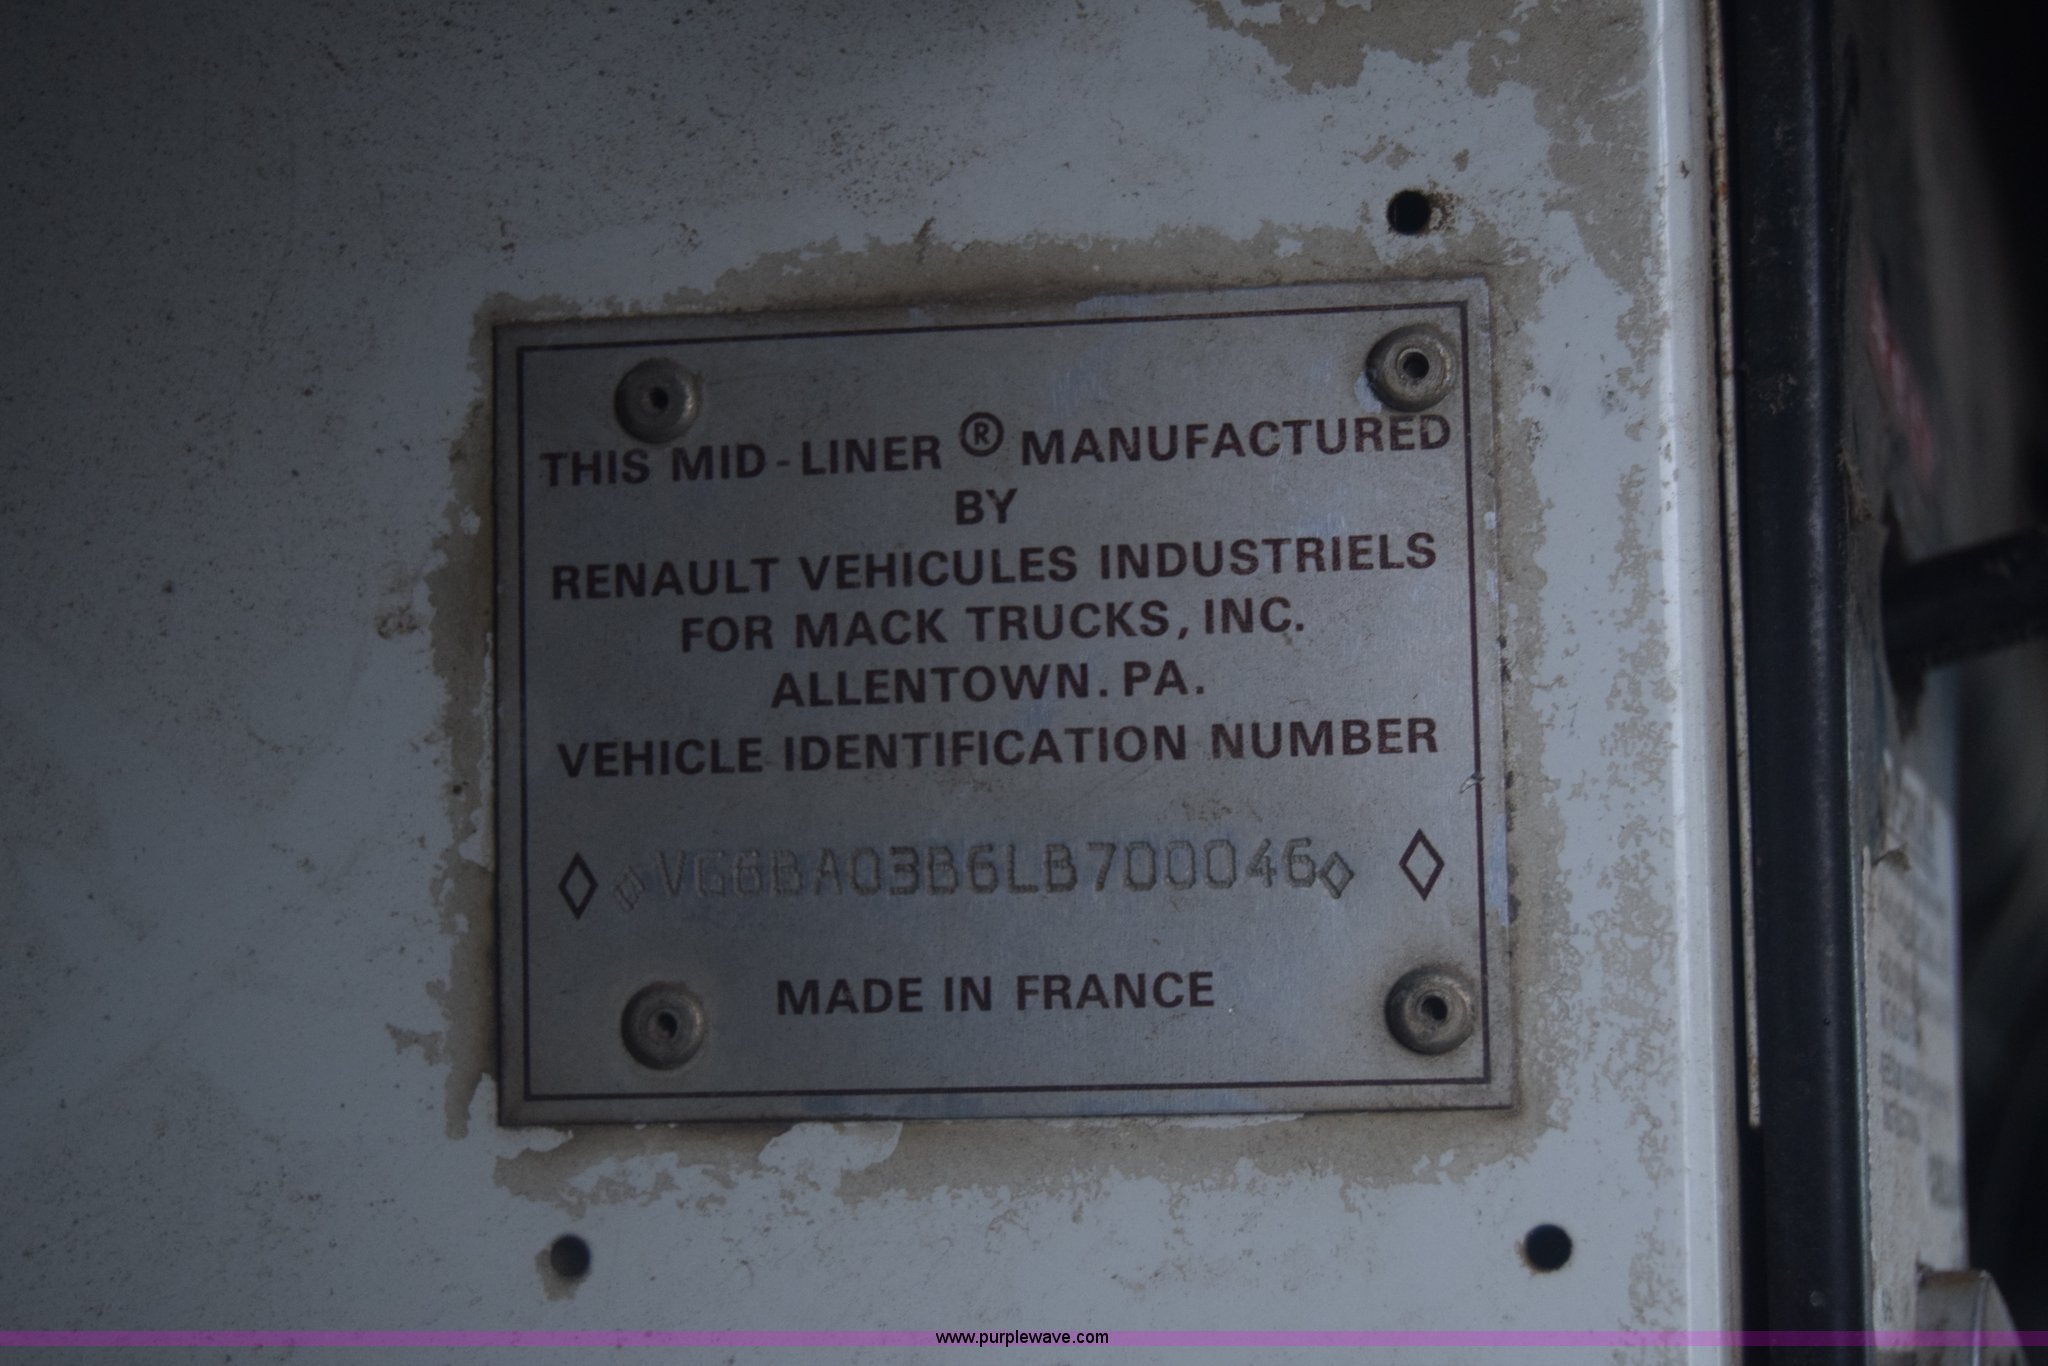 THIS MID-LINER ® MANUFACTURED
BY
RENAULT VEHICULES INDUSTRIELS
FOR MACK TRUCKS, INC.
ALLENTOWN. PA.
VEHICLE IDENTIFICATION NUMBER
VG6BA03B6LB700046
MADE IN FRANCE
www.purplewave.com